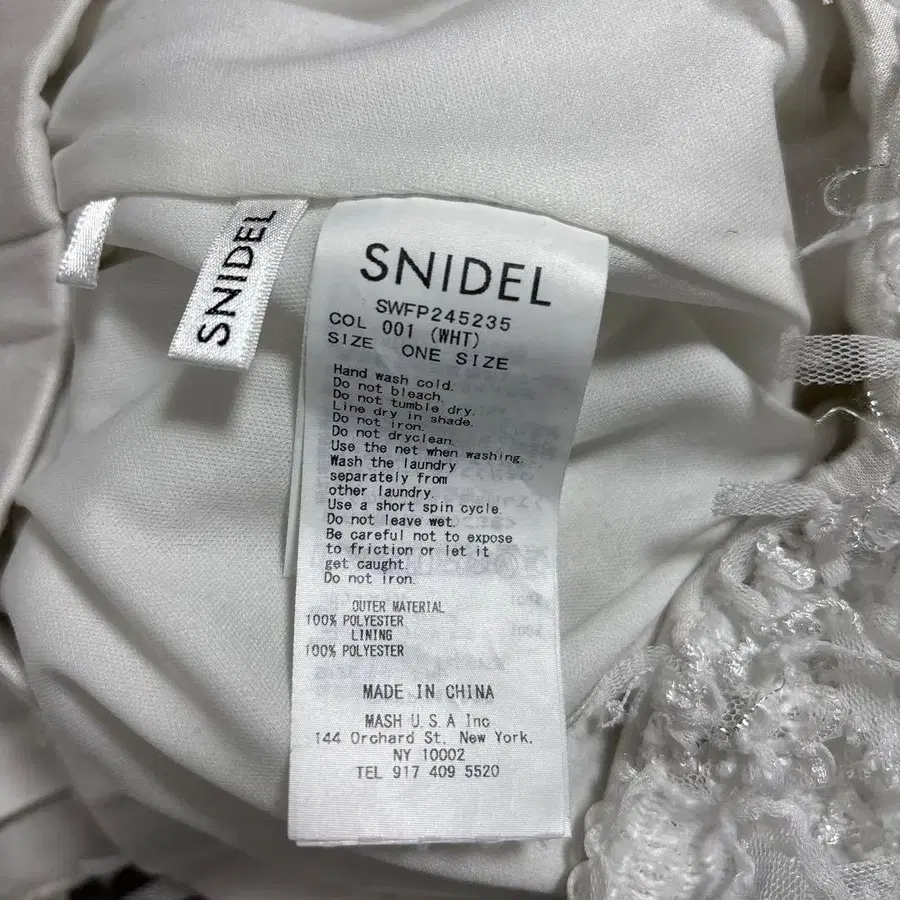 SNIDEL
SNIDEL
SWFP245235
COL 001 (WHT)
SIZE ONE SIZE
Hand wash cold.
Do not bleach.
Do not tumble dry.
Line dry in shade.
Do not iron.
Do not dryclean.
Use the net when washing.
Wash the laundry
separately from
other laundry.
Use a short spin cycle.
Do not leave wet.
Be careful not to expose
to friction or let it
get caught.
Do not iron.
OUTER MATERIAL
100% POLYESTER
LINING
100% POLYESTER
MADE IN CHINA
MASH U.S.A Inc
144 Orchard St. New York,
NY 10002
TEL 917 409 5520